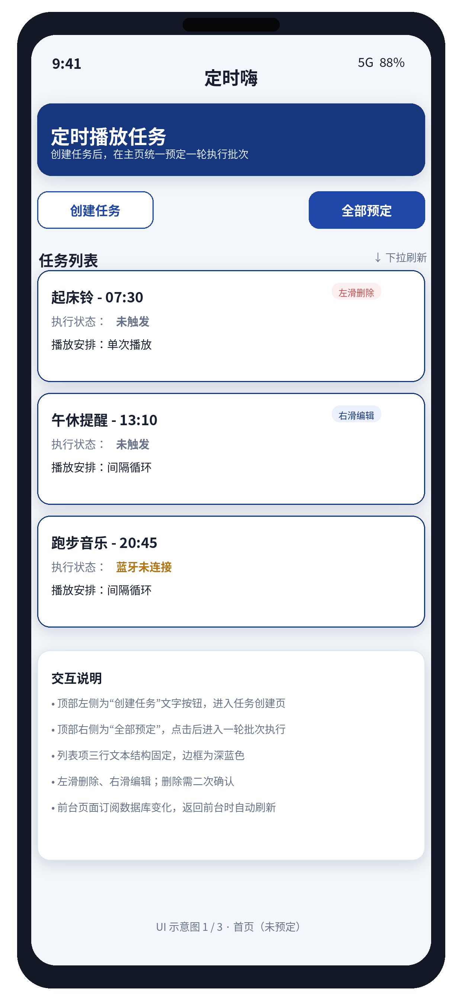 9:41
5G 88%
定时嗨
定时播放任务
创建任务后，在主页统一预定一轮执行批次
创建任务
全部预定
任务列表
↓ 下拉刷新
起床铃 - 07:30
左滑删除
执行状态： 未触发
播放安排：单次播放
午休提醒 - 13:10
右滑编辑
执行状态： 未触发
播放安排：间隔循环
跑步音乐 - 20:45
执行状态： 蓝牙未连接
播放安排：间隔循环
交互说明
• 顶部左侧为“创建任务”文字按钮，进入任务创建页
• 顶部右侧为“全部预定”，点击后进入一轮批次执行
• 列表项三行文本结构固定，边框为深蓝色
• 左滑删除、右滑编辑；删除需二次确认
• 前台页面订阅数据库变化，返回前台时自动刷新
UI 示意图 1 / 3 · 首页（未预定）